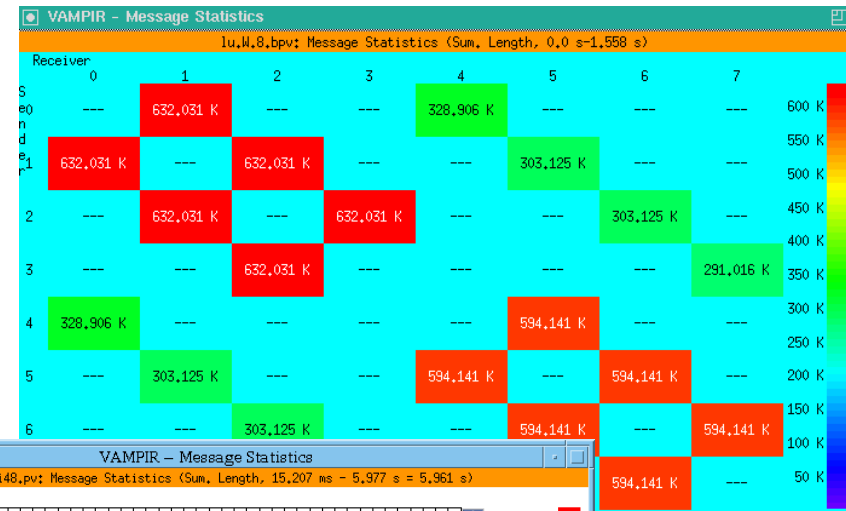 VAMPIR - Message Statistics
lu.W.8.bpv: Message Statistics (Sum. Length, 0.0 s-1.558 s)
Receiver
0 1 2 3 4 5 6 7
Sender
0 --- 632.031 K --- --- 328.906 K --- --- --- 600 K
550 K
1 632.031 K --- 632.031 K --- --- 303.125 K --- --- 500 K
2 --- 632.031 K --- 632.031 K --- --- 303.125 K --- 450 K
400 K
3 --- --- 632.031 K --- --- --- --- 291.016 K 350 K
300 K
4 328.906 K --- --- --- --- 594.141 K --- --- 250 K
5 --- 303.125 K --- --- 594.141 K --- 594.141 K --- 200 K
150 K
6 --- --- 303.125 K --- --- 594.141 K --- 594.141 K 100 K
VAMPIR – Message Statistics
i48.pv: Message Statistics (Sum. Length, 15.207 ms - 5.977 s = 5.961 s)
594.141 K --- 50 K